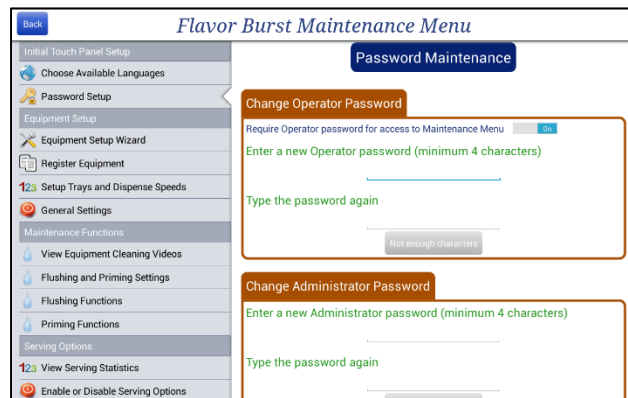 Back
Flavor Burst Maintenance Menu
Initial Touch Panel Setup
Choose Available Languages
Password Setup
Equipment Setup
Equipment Setup Wizard
Register Equipment
123 Setup Trays and Dispense Speeds
General Settings
Maintenance Functions
View Equipment Cleaning Videos
Flushing and Priming Settings
Flushing Functions
Priming Functions
Serving Options
123 View Serving Statistics
Enable or Disable Serving Options
Password Maintenance
Change Operator Password
Require Operator password for access to Maintenance Menu On
Enter a new Operator password (minimum 4 characters)
Type the password again
Not enough characters
Change Administrator Password
Enter a new Administrator password (minimum 4 characters)
Type the password again